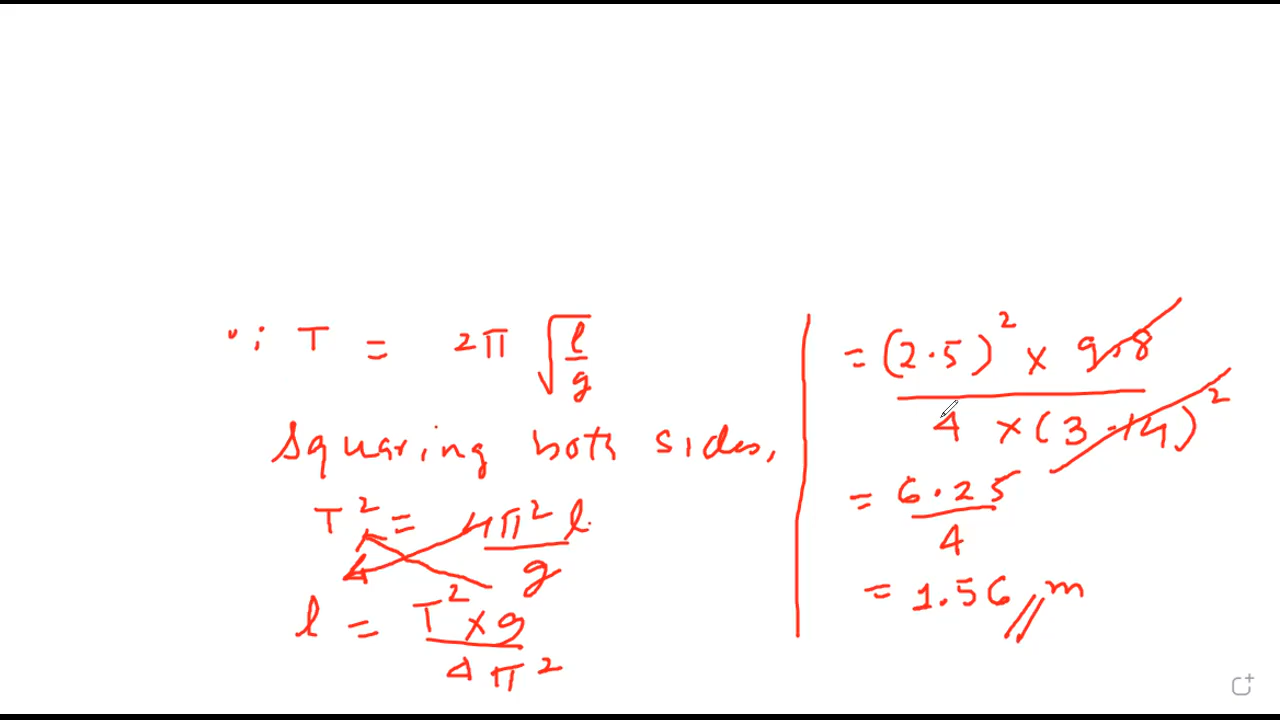 ∵ T = 2π √(l/g)
Squaring both sides,
T² = 4π²l/g
l = T² × g / 4π²
= (2.5)² × 9.8 / 4 × (3.14)²
= 6.25 / 4
= 1.56 m